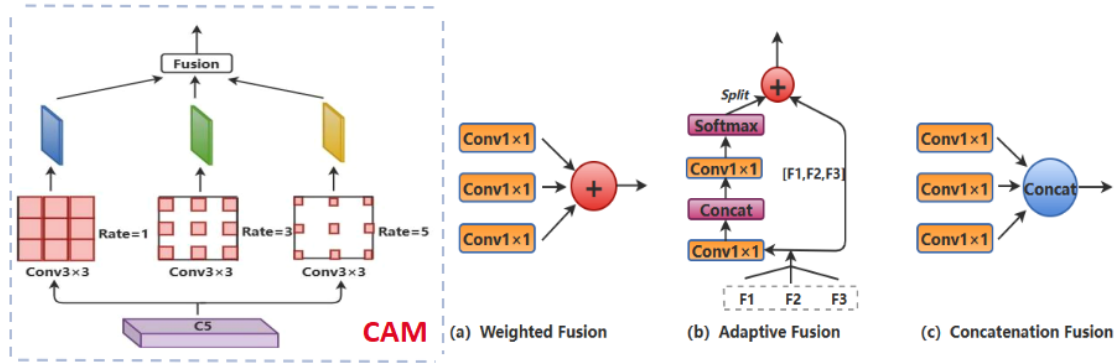 Fusion
Rate=1
Rate=3
Rate=5
Conv3×3
Conv3×3
Conv3×3
C5
CAM
Conv1×1
Conv1×1
Conv1×1
+
(a) Weighted Fusion
+
Split
Softmax
Conv1×1
[F1,F2,F3]
Concat
Conv1×1
F1 F2 F3
(b) Adaptive Fusion
Conv1×1
Conv1×1
Conv1×1
Concat
(c) Concatenation Fusion